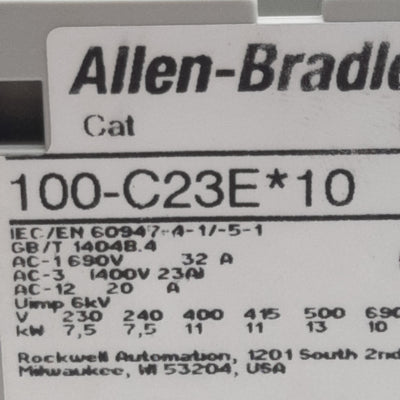 Allen-Bradle
Cat
100-C23E*10
IEC/EN 60947-4-1/-5-1
GB/T 14048.4
AC-1 690V 32 A
AC-3 (400V 23A)
AC-12 20 A
Uimp 6kV
V 230 240 400 415 500 690
kW 7,5 7,5 11 11 13 10
Rockwell Automation, 1201 South 2nd
Milwaukee, WI 53204, USA